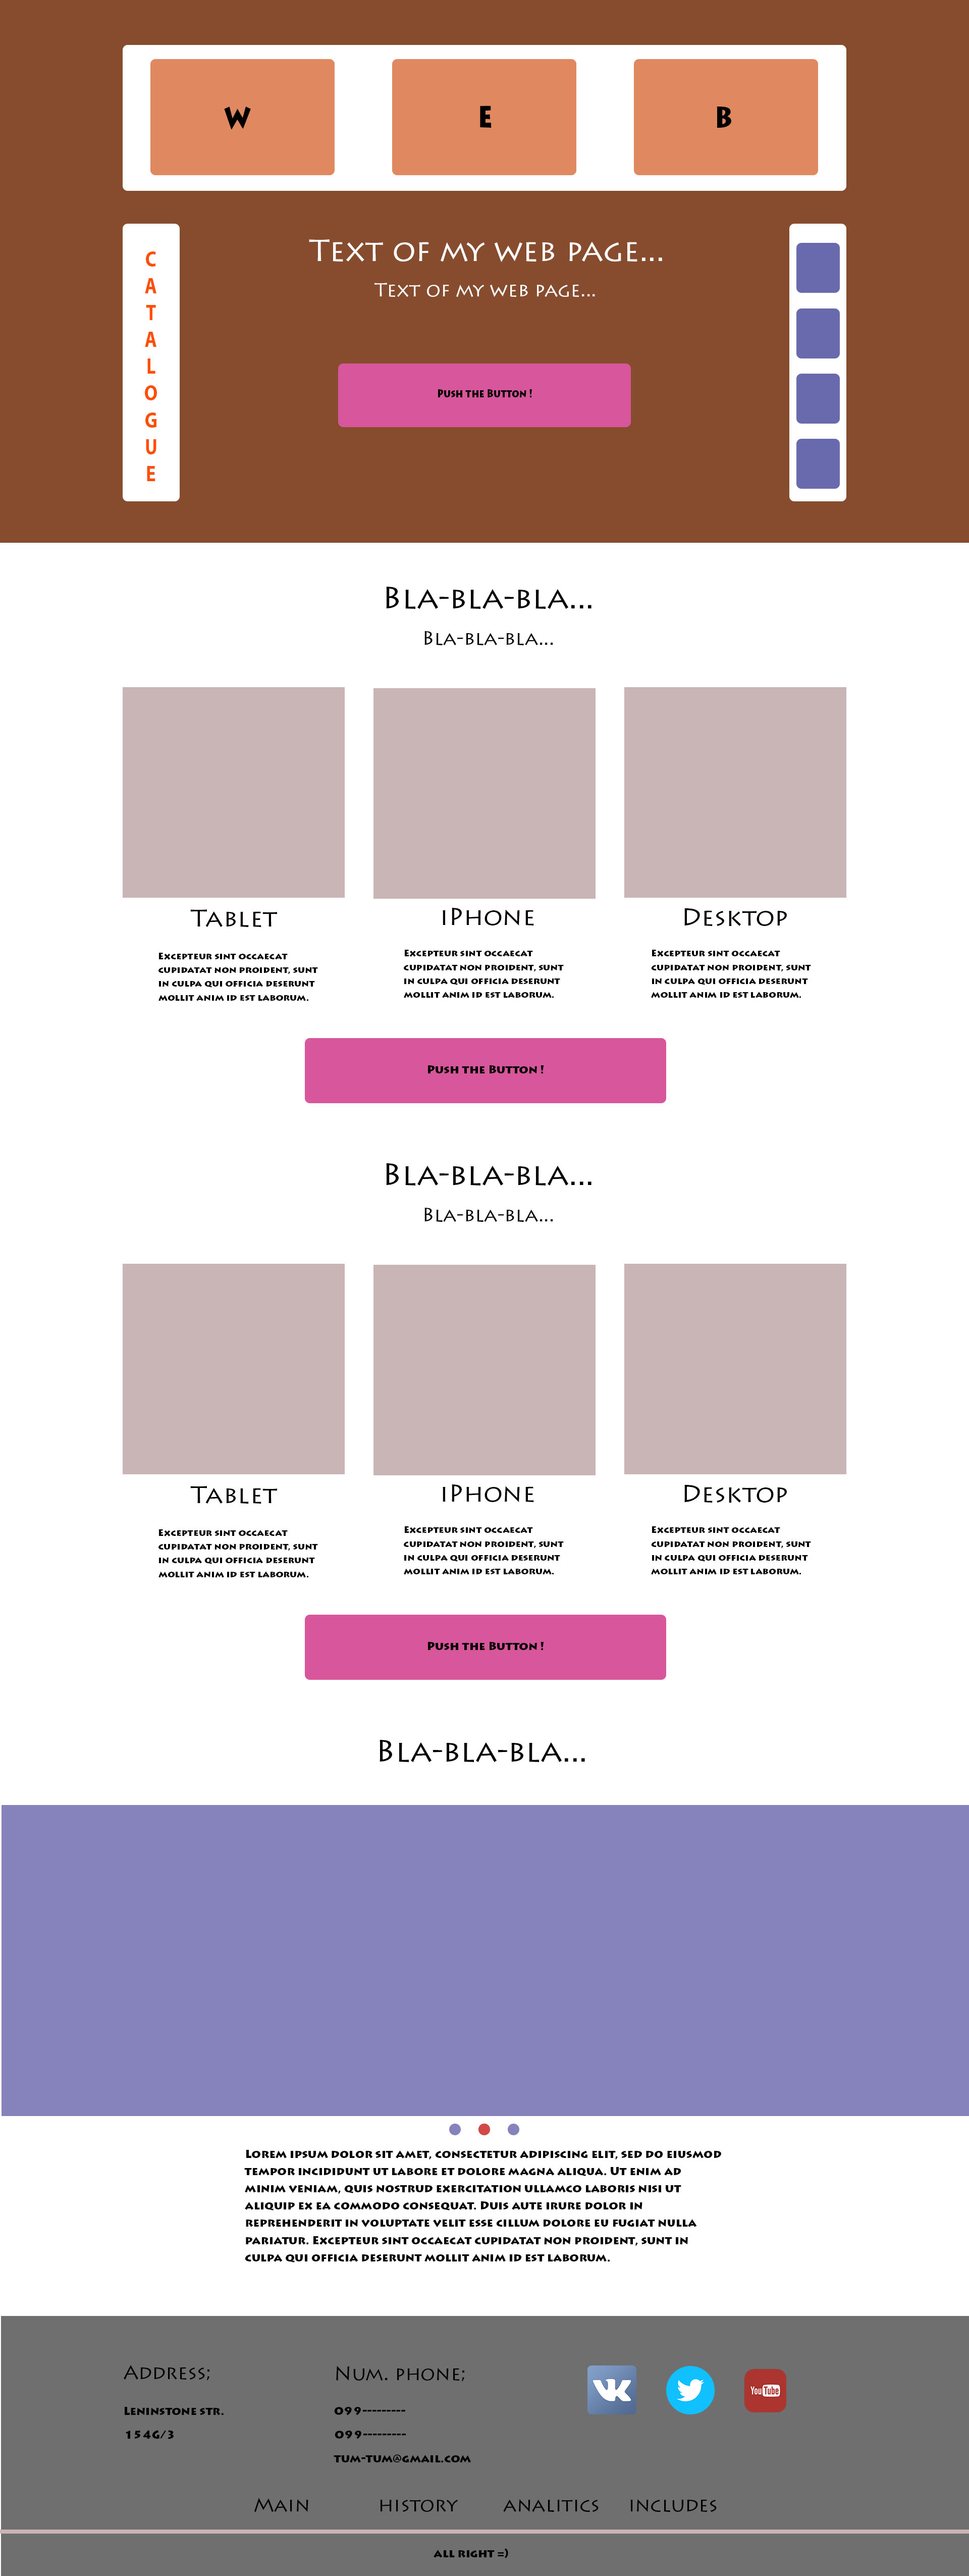 W E B
C
A
T
A
L
O
G
U
E
Text of my web page...
Text of my web page...
Push the Button !
Bla-bla-bla...
Bla-bla-bla...
Tablet
Excepteur sint occaecat
cupidatat non proident, sunt
in culpa qui officia deserunt
mollit anim id est laborum.
iPhone
Excepteur sint occaecat
cupidatat non proident, sunt
in culpa qui officia deserunt
mollit anim id est laborum.
Desktop
Excepteur sint occaecat
cupidatat non proident, sunt
in culpa qui officia deserunt
mollit anim id est laborum.
Push the Button !
Bla-bla-bla...
Bla-bla-bla...
Tablet
Excepteur sint occaecat
cupidatat non proident, sunt
in culpa qui officia deserunt
mollit anim id est laborum.
iPhone
Excepteur sint occaecat
cupidatat non proident, sunt
in culpa qui officia deserunt
mollit anim id est laborum.
Desktop
Excepteur sint occaecat
cupidatat non proident, sunt
in culpa qui officia deserunt
mollit anim id est laborum.
Push the Button !
Bla-bla-bla...
Lorem ipsum dolor sit amet, consectetur adipiscing elit, sed do eiusmod
tempor incididunt ut labore et dolore magna aliqua. Ut enim ad
minim veniam, quis nostrud exercitation ullamco laboris nisi ut
aliquip ex ea commodo consequat. Duis aute irure dolor in
reprehenderit in voluptate velit esse cillum dolore eu fugiat nulla
pariatur. Excepteur sint occaecat cupidatat non proident, sunt in
culpa qui officia deserunt mollit anim id est laborum.
Address;
Leninstone str.
154G/3
Num. phone;
099---------
099---------
tum-tum@gmail.com
VK
YouTube
Main history analitics includes
all right =)